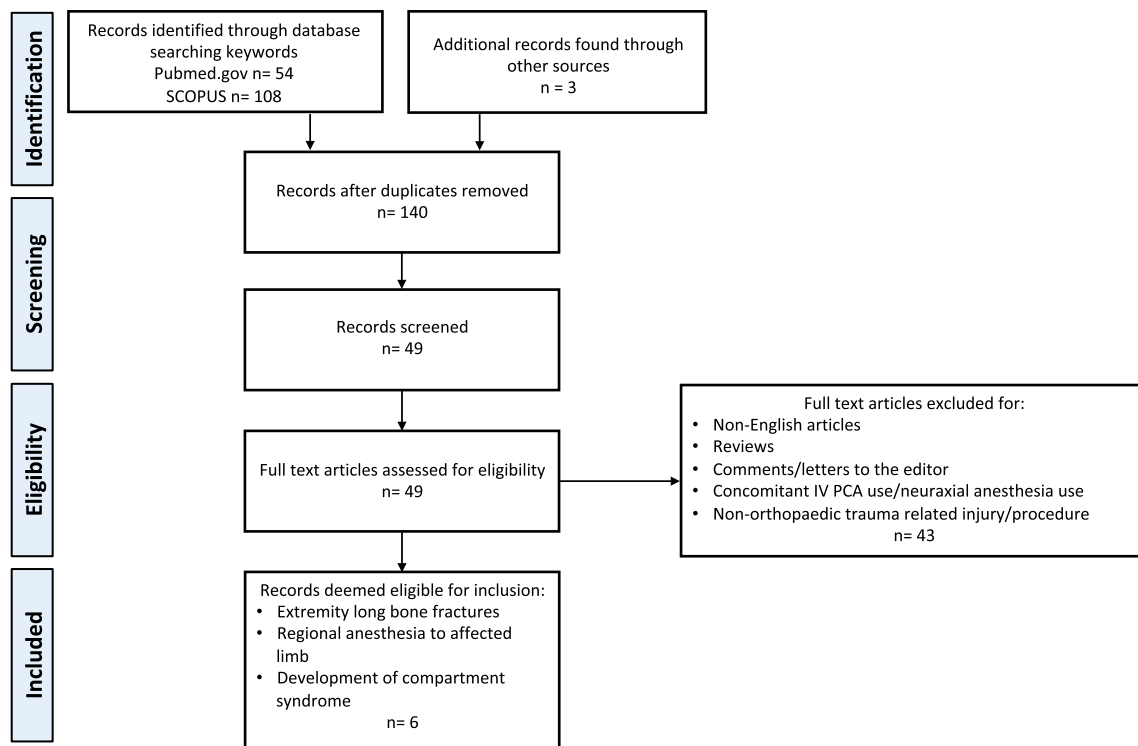 Identification
Records identified through database
searching keywords
Pubmed.gov n= 54
SCOPUS n= 108
Additional records found through
other sources
n = 3
Records after duplicates removed
n= 140
Screening
Records screened
n= 49
Eligibility
Full text articles assessed for eligibility
n= 49
Full text articles excluded for:
• Non-English articles
• Reviews
• Comments/letters to the editor
• Concomitant IV PCA use/neuraxial anesthesia use
• Non-orthopaedic trauma related injury/procedure
n= 43
Included
Records deemed eligible for inclusion:
• Extremity long bone fractures
• Regional anesthesia to affected
limb
• Development of compartment
syndrome
n= 6